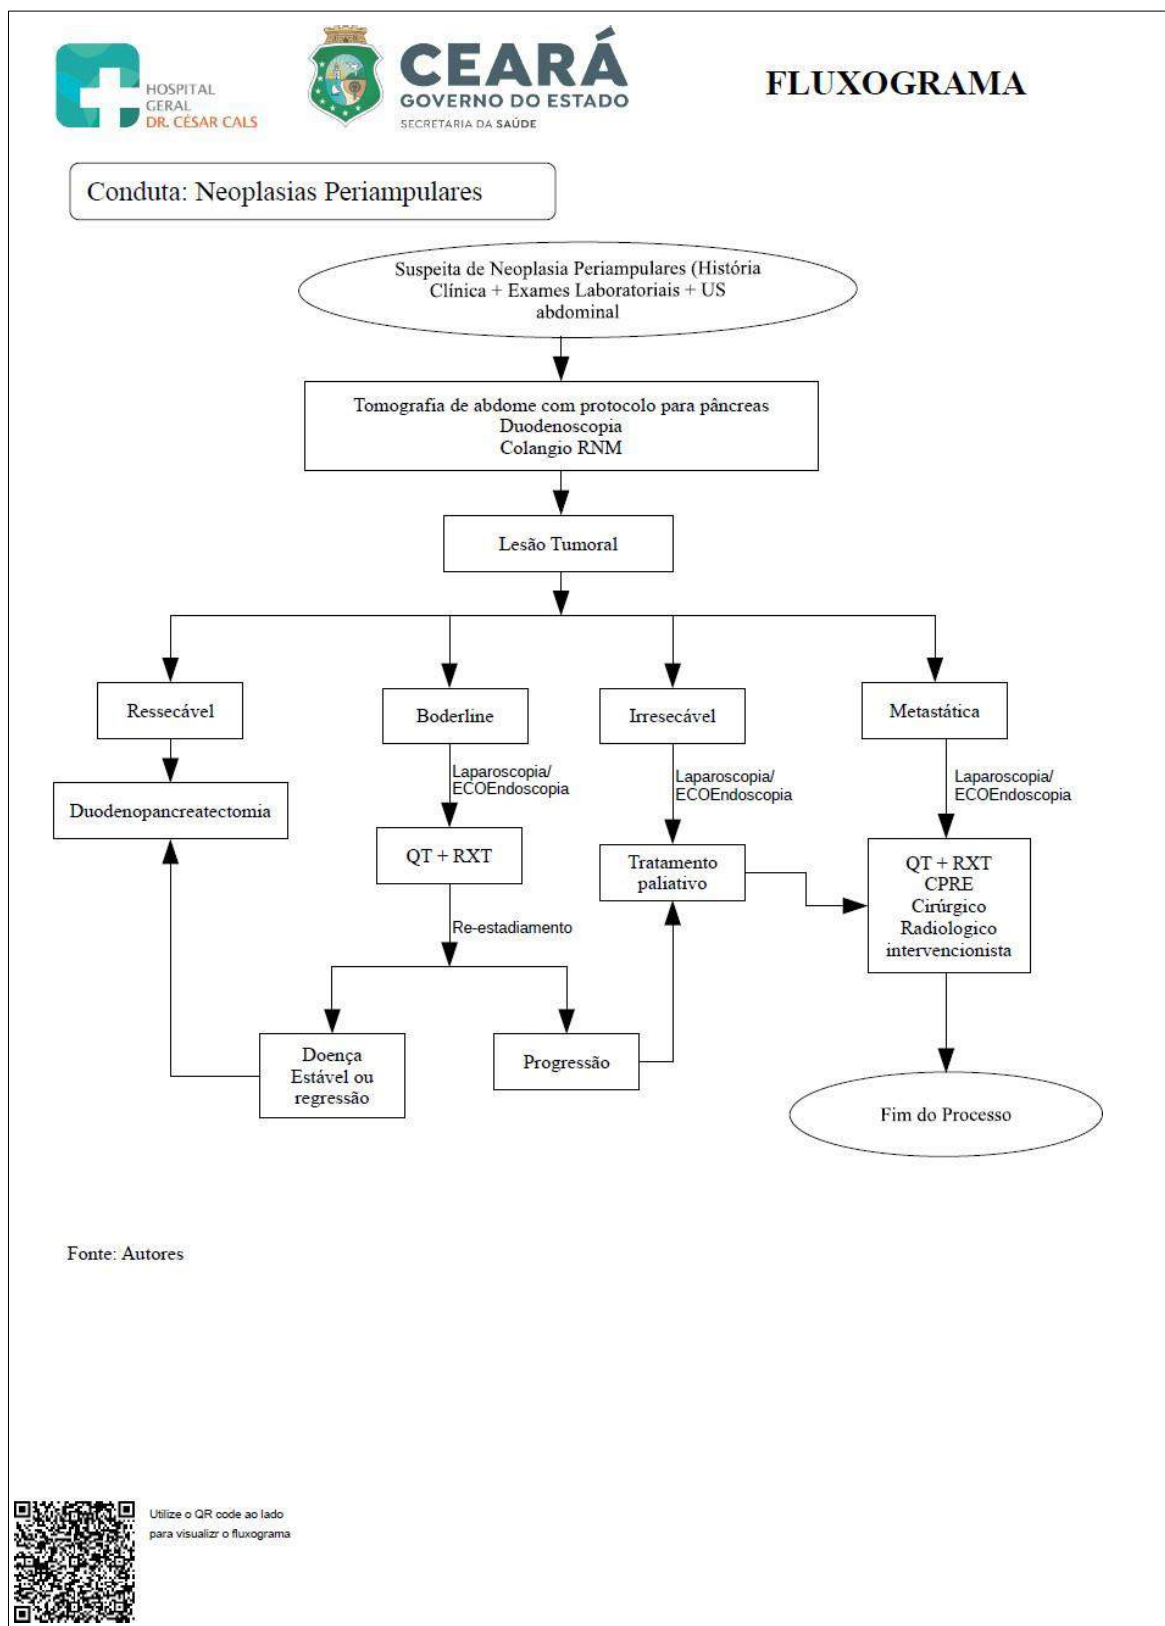 HOSPITAL
GERAL
DR. CÉSAR CALS
CEARÁ
GOVERNO DO ESTADO
SECRETARIA DA SAÚDE
FLUXOGRAMA
Conduta: Neoplasias Periampulares
Suspeita de Neoplasia Periampulares (História
Clínica + Exames Laboratoriais + US
abdominal
Tomografia de abdome com protocolo para pâncreas
Duodenoscopia
Colangio RNM
Lesão Tumoral
Ressecável
Boderline
Irresecável
Metastática
Duodenopancreatectomia
Laparoscopia/
ECOEndoscopia
Laparoscopia/
ECOEndoscopia
Laparoscopia/
ECOEndoscopia
QT + RXT
Tratamento
paliativo
QT + RXT
CPRE
Cirúrgico
Radiologico
intervencionista
Re-estadiamento
Doença
Estável ou
regressão
Progressão
Fim do Processo
Fonte: Autores
Utilize o QR code ao lado
para visualizr o fluxograma